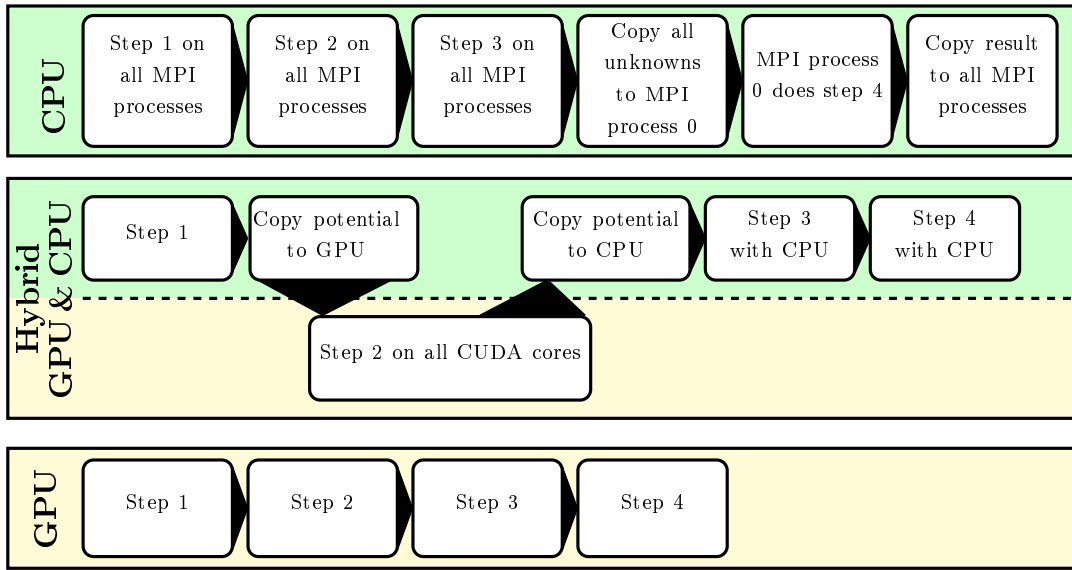 CPU
Step 1 on
all MPI
processes
Step 2 on
all MPI
processes
Step 3 on
all MPI
processes
Copy all
unknowns
to MPI
process 0
MPI process
0 does step 4
Copy result
to all MPI
processes
Hybrid
GPU & CPU
Step 1
Copy potential
to GPU
Copy potential
to CPU
Step 3
with CPU
Step 4
with CPU
Step 2 on all CUDA cores
GPU
Step 1
Step 2
Step 3
Step 4